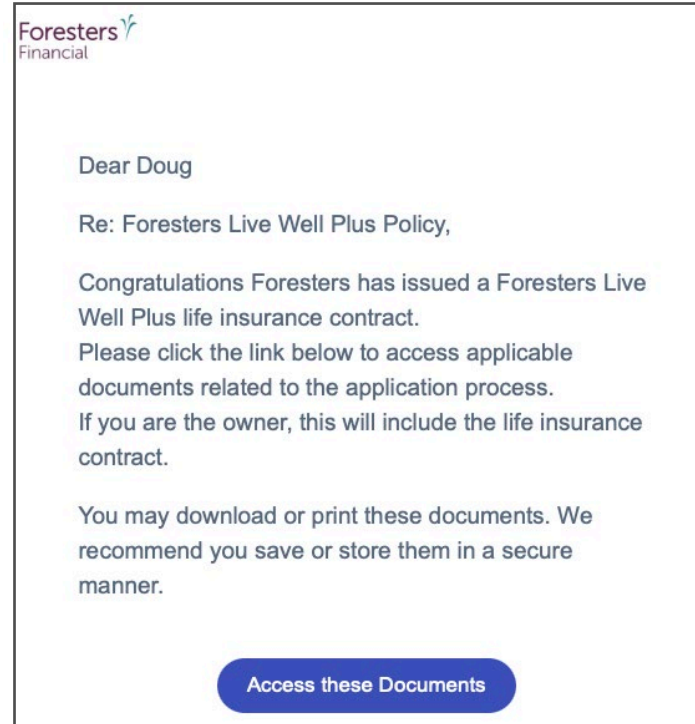 Foresters
Financial
Dear Doug
Re: Foresters Live Well Plus Policy,
Congratulations Foresters has issued a Foresters Live
Well Plus life insurance contract.
Please click the link below to access applicable
documents related to the application process.
If you are the owner, this will include the life insurance
contract.
You may download or print these documents. We
recommend you save or store them in a secure
manner.
Access these Documents